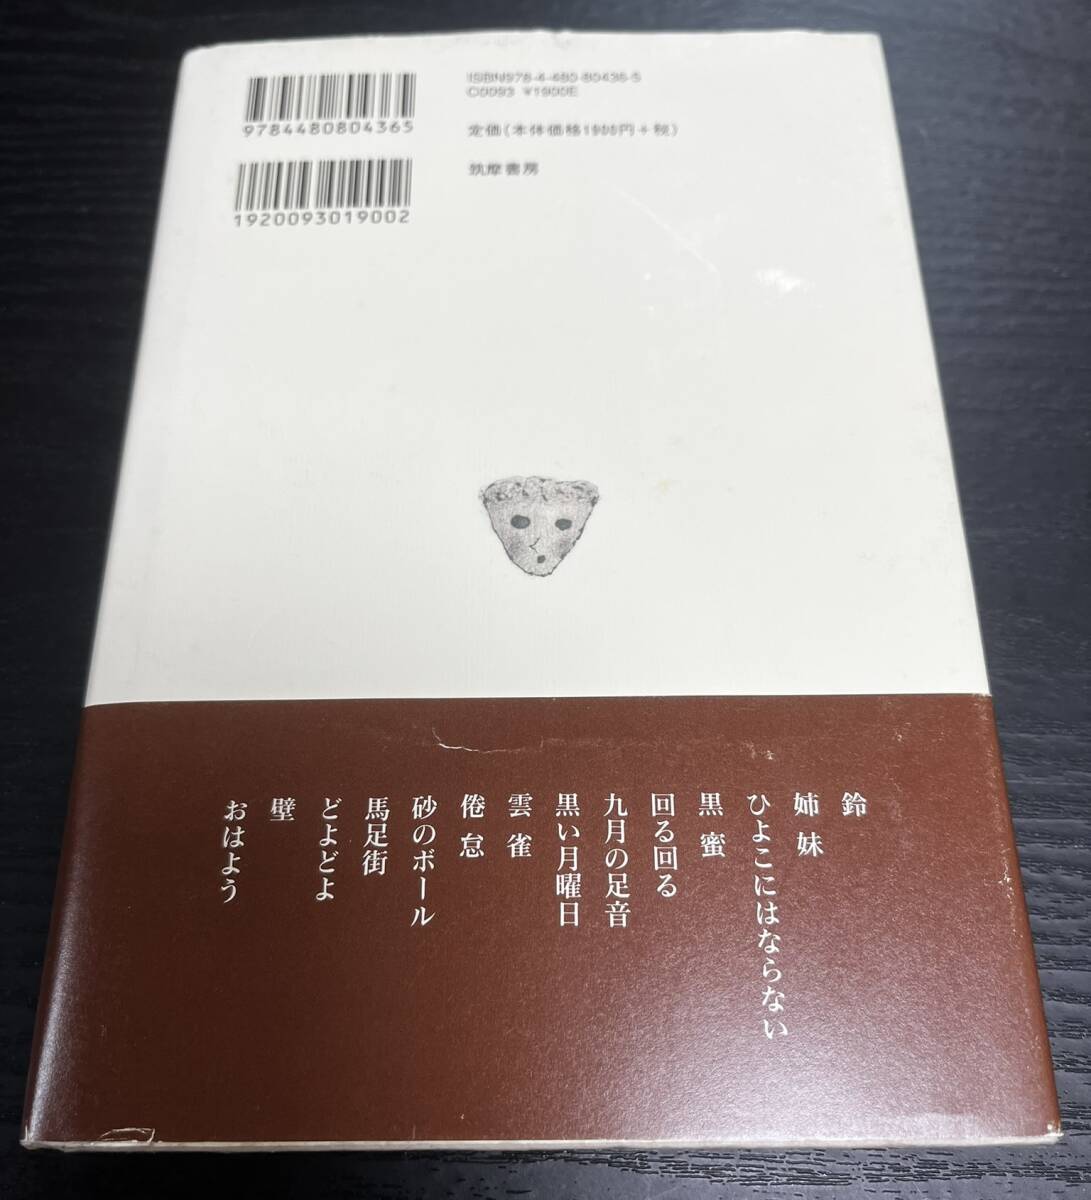 9784480804365
1920093019002
ISBN978-4-480-80436-5
C0093 ¥1900E
定価(本体価格1900円+税)
筑摩書房
鈴
姉妹
ひよこにはならない
黒蜜
回る回る
九月の足音
黒い月曜日
雲雀
倦怠
砂のボール
馬足街
どよどよ
壁
おはよう